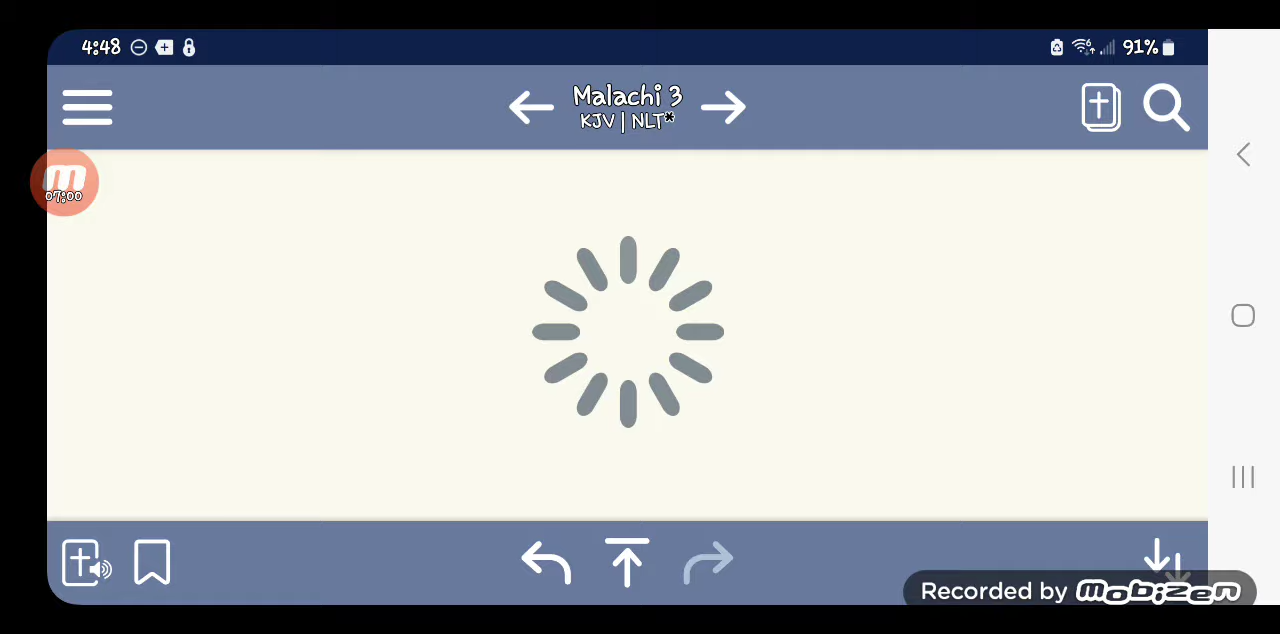 4:48
91%
Malachi 3
KJV | NLT*
m
07:00
Recorded by mobizen